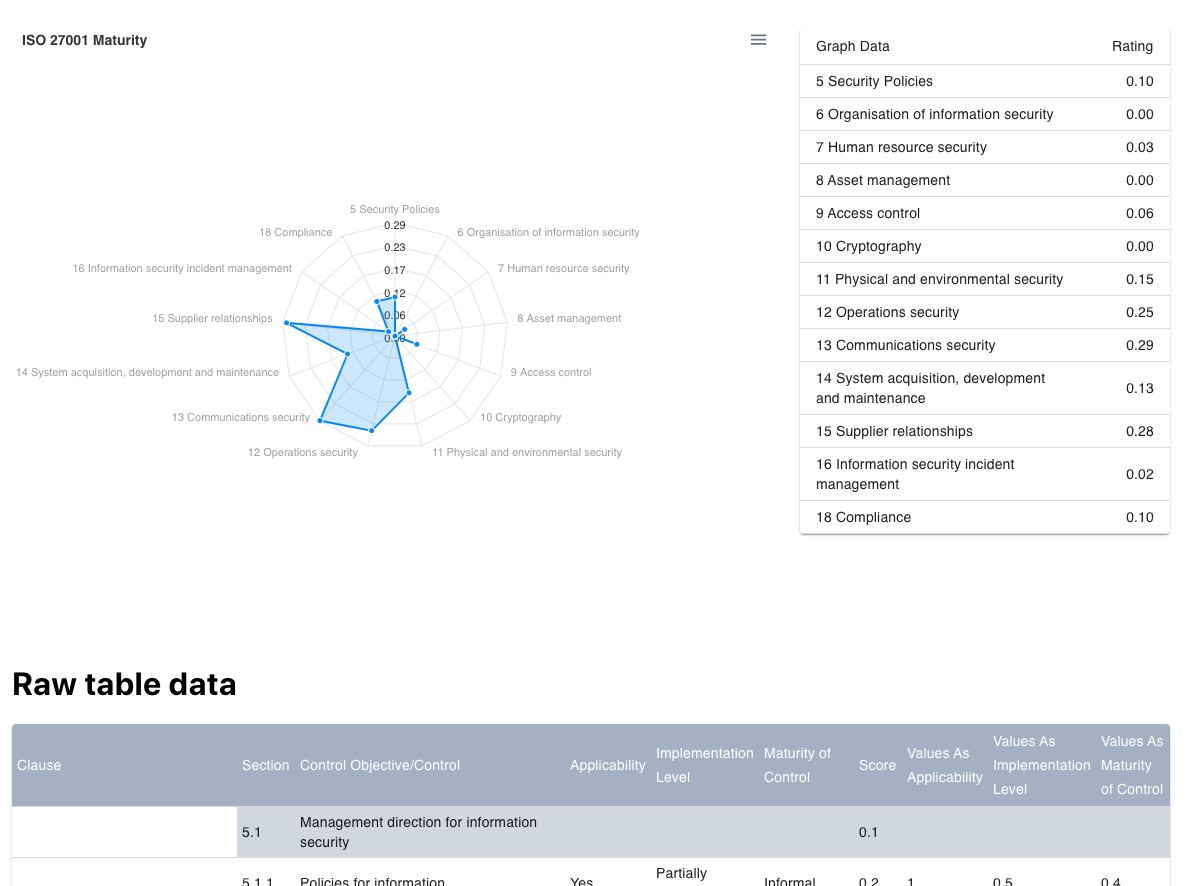 ISO 27001 Maturity
5 Security Policies
18 Compliance
6 Organisation of information security
16 Information security incident management
7 Human resource security
15 Supplier relationships
8 Asset management
14 System acquisition, development and maintenance
9 Access control
13 Communications security
10 Cryptography
12 Operations security
11 Physical and environmental security
0.29
0.23
0.17
0.12
0.06
0.00
Graph Data Rating
5 Security Policies 0.10
6 Organisation of information security 0.00
7 Human resource security 0.03
8 Asset management 0.00
9 Access control 0.06
10 Cryptography 0.00
11 Physical and environmental security 0.15
12 Operations security 0.25
13 Communications security 0.29
14 System acquisition, development
and maintenance 0.13
15 Supplier relationships 0.28
16 Information security incident
management 0.02
18 Compliance 0.10
Raw table data
Clause Section Control Objective/Control Applicability Implementation Level Maturity of Control Score Values As Applicability Values As Implementation Level Values As Maturity of Control
5.1 Management direction for information
security 0.1
5.1.1 Policies for information Yes Partially Informal 0.2 1 0.5 0.4